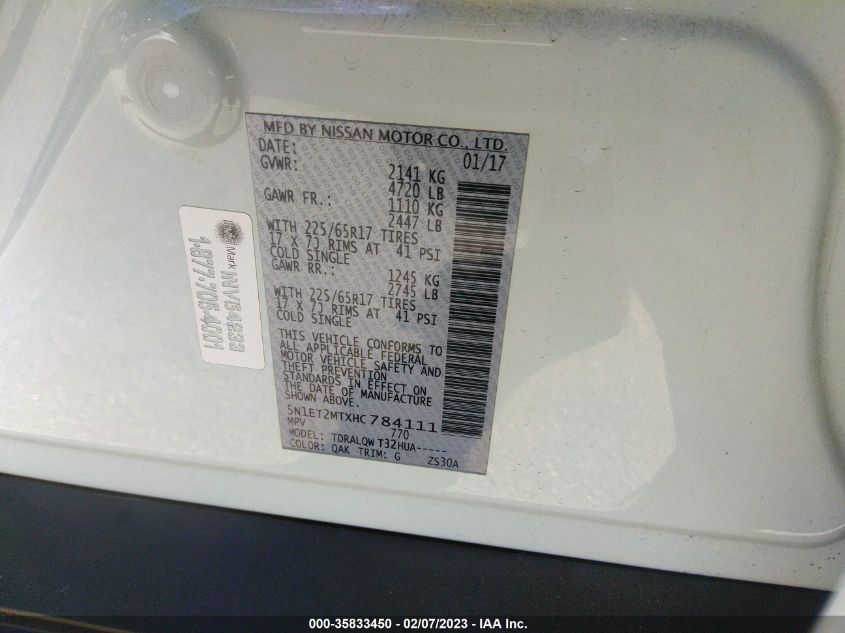 MFD BY NISSAN MOTOR CO., LTD.
DATE: 01/17
GVWR: 2141 KG
4720 LB
GAWR FR.: 1110 KG
2447 LB
WITH 225/65R17 TIRES
17 X 7J RIMS AT 41 PSI
COLD SINGLE
GAWR RR.: 1245 KG
2745 LB
WITH 225/65R17 TIRES
17 X 7J RIMS AT 41 PSI
COLD SINGLE
THIS VEHICLE CONFORMS TO
ALL APPLICABLE FEDERAL
MOTOR VEHICLE SAFETY AND
THEFT PREVENTION
STANDARDS IN EFFECT ON
THE DATE OF MANUFACTURE
SHOWN ABOVE.
5N1ET2MTXHC784111
MPV 770
MODEL: TDRALQW T32HUA-----
COLOR: QAK TRIM: G ZS30A
Mark INV54233
1-877-705-4001
000-35833450 - 02/07/2023 - IAA Inc.